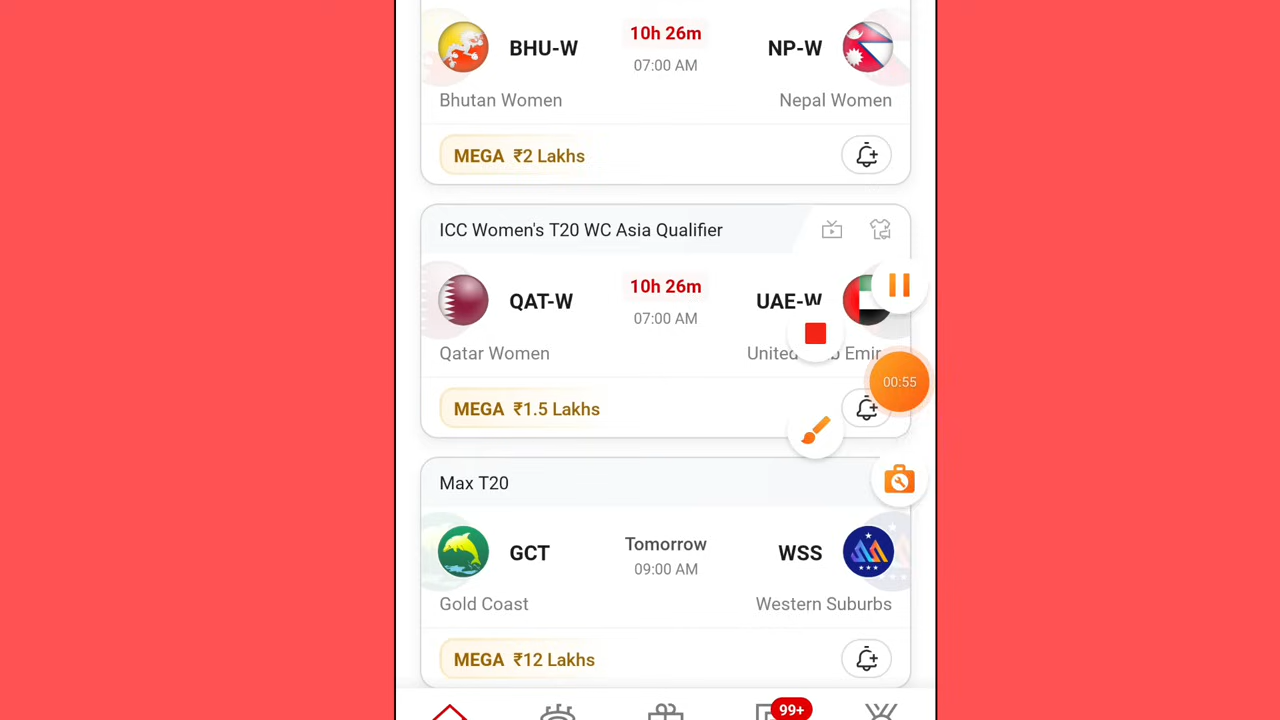 BHU-W
10h 26m
07:00 AM
NP-W
Bhutan Women
Nepal Women
MEGA ₹2 Lakhs
ICC Women's T20 WC Asia Qualifier
QAT-W
10h 26m
07:00 AM
UAE-W
Qatar Women
United
MEGA ₹1.5 Lakhs
00:55
Max T20
GCT
Tomorrow
09:00 AM
WSS
Gold Coast
Western Suburbs
MEGA ₹12 Lakhs
99+